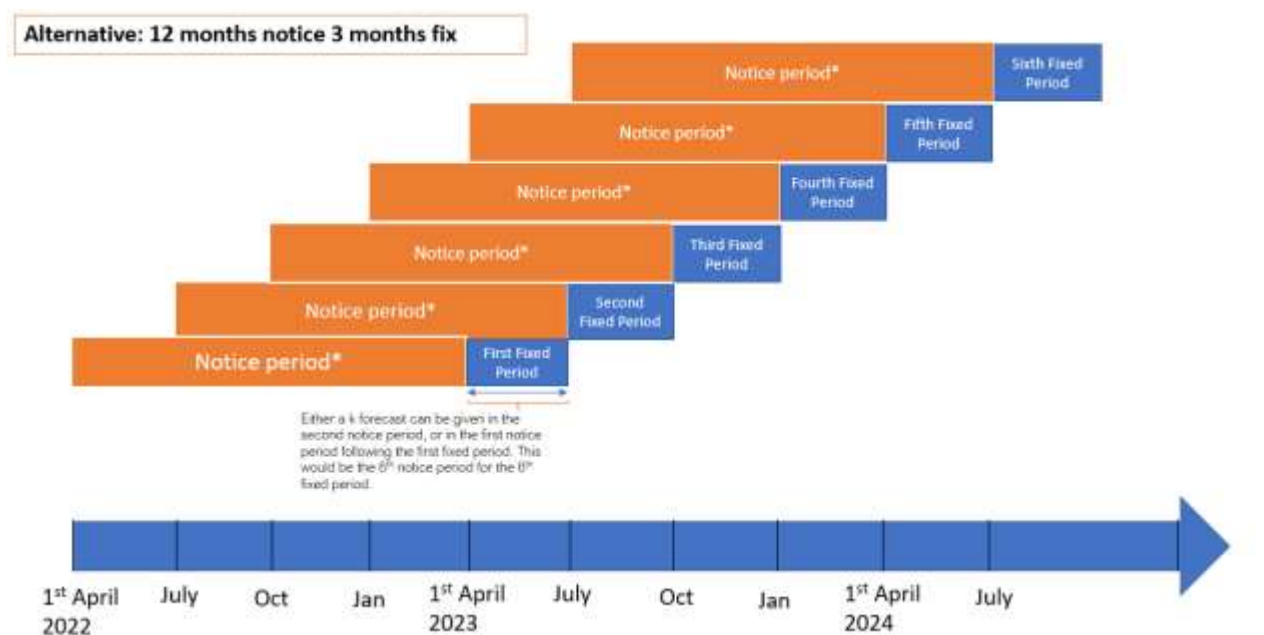 Alternative: 12 months notice 3 months fix
Notice period*
Sixth Fixed
Period
Notice period*
Fifth Fixed
Period
Notice period*
Fourth Fixed
Period
Notice period*
Third Fixed
Period
Notice period*
Second
Fixed Period
Notice period*
First Fixed
Period
Either a k forecast can be given in the
second notice period, or in the first notice
period following the first fixed period. This
would be the 6th notice period for the 6th
fixed period.
1st April
2022
July
Oct
Jan
1st April
2023
July
Oct
Jan
1st April
2024
July